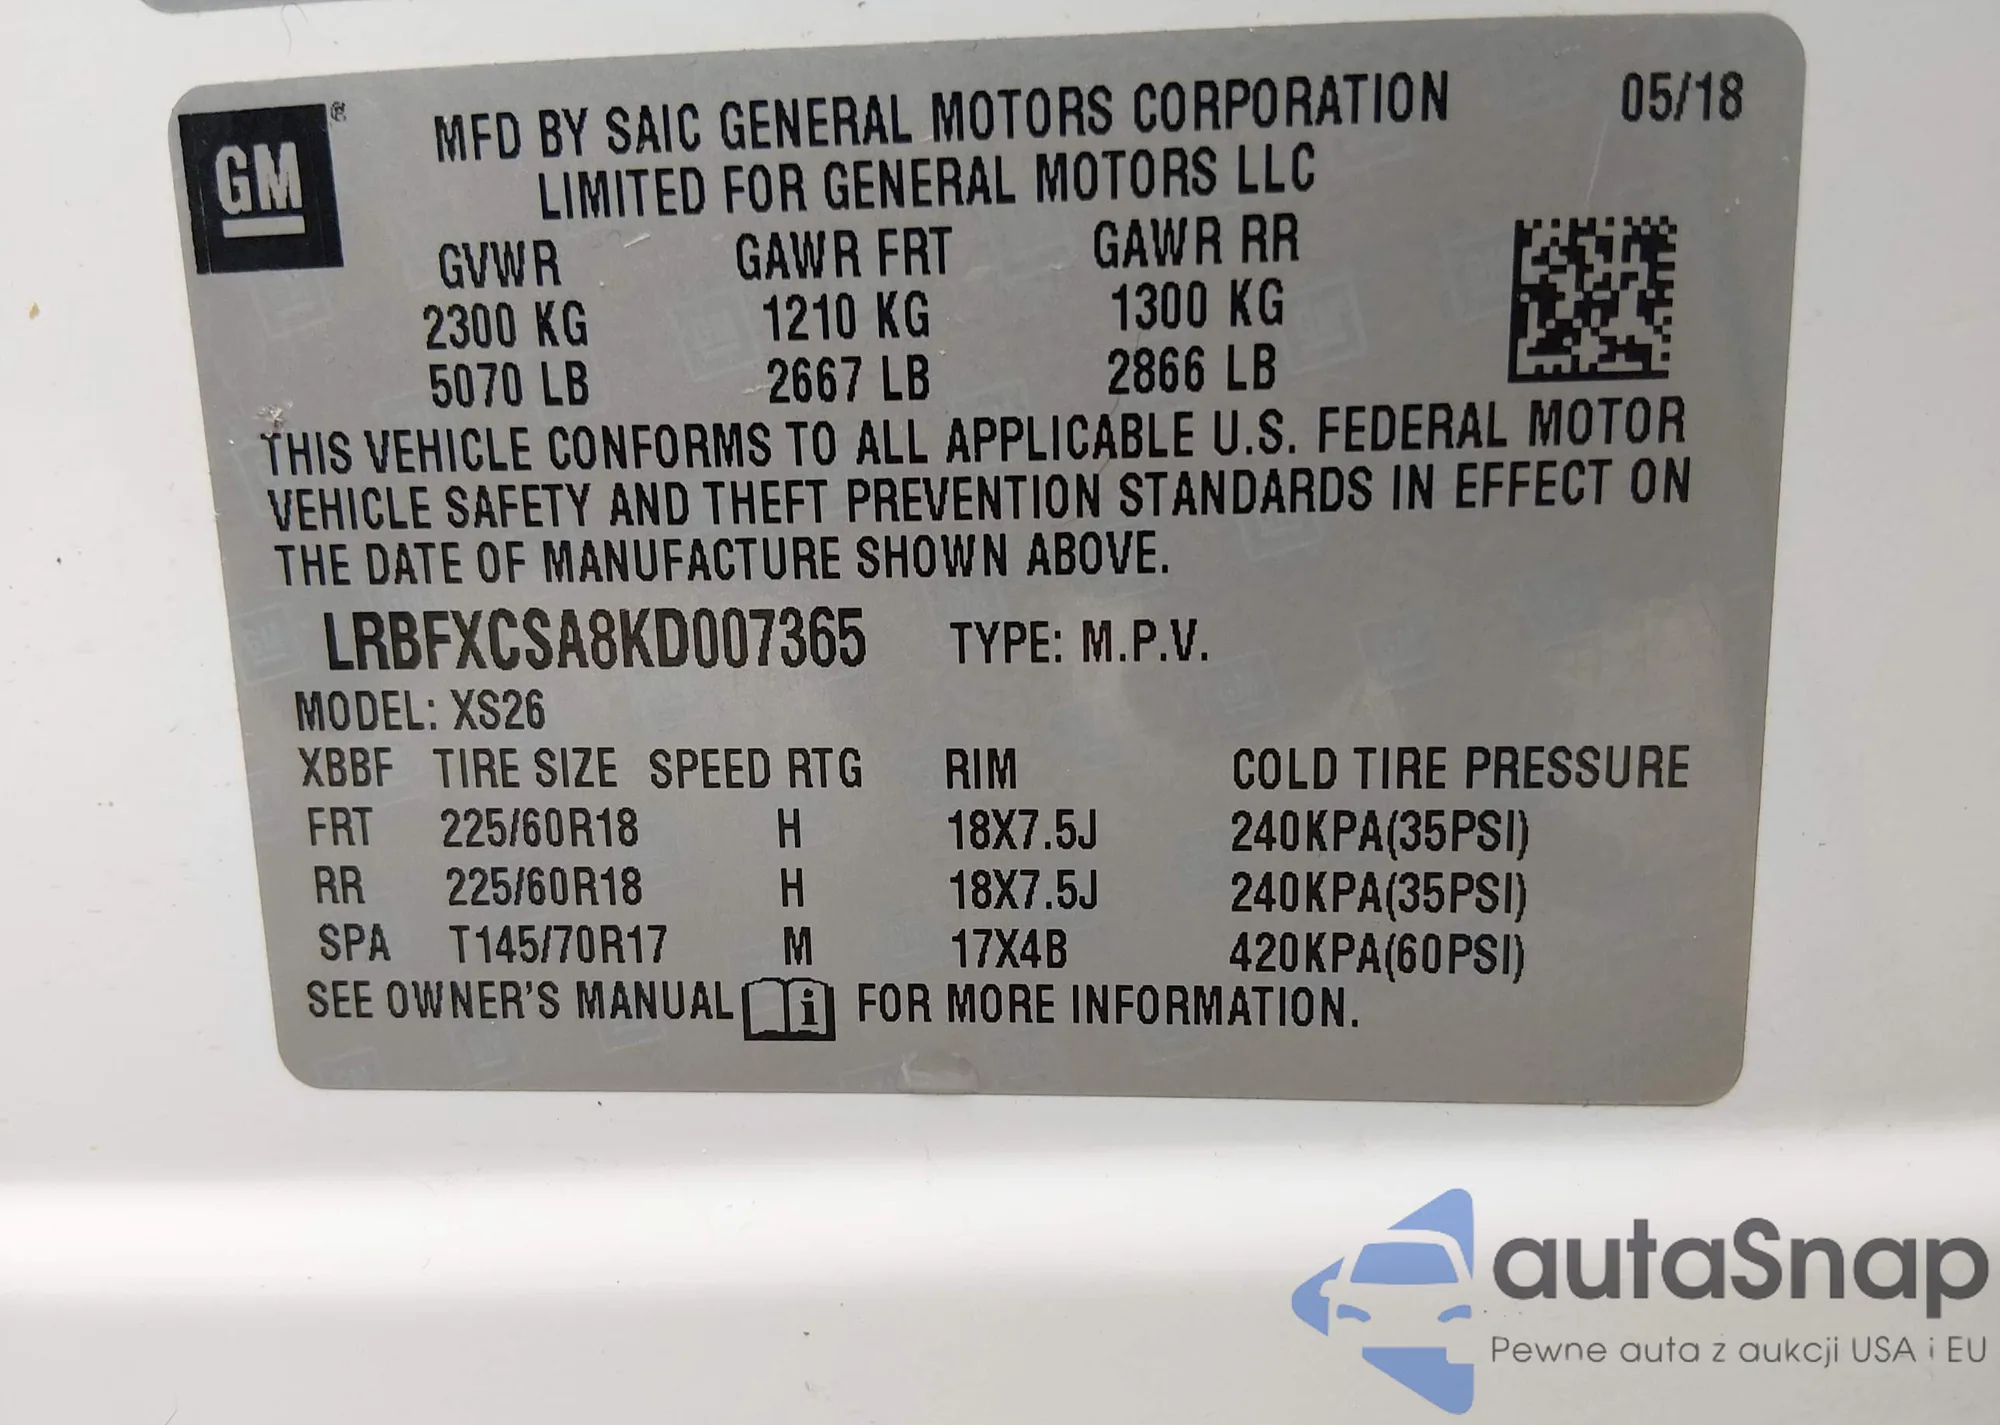 GM ®
MFD BY SAIC GENERAL MOTORS CORPORATION 05/18
LIMITED FOR GENERAL MOTORS LLC
GVWR GAWR FRT GAWR RR
2300 KG 1210 KG 1300 KG
5070 LB 2667 LB 2866 LB
THIS VEHICLE CONFORMS TO ALL APPLICABLE U.S. FEDERAL MOTOR
VEHICLE SAFETY AND THEFT PREVENTION STANDARDS IN EFFECT ON
THE DATE OF MANUFACTURE SHOWN ABOVE.
LRBFXCSA8KD007365 TYPE: M.P.V.
MODEL: XS26
XBBF TIRE SIZE SPEED RTG RIM COLD TIRE PRESSURE
FRT 225/60R18 H 18X7.5J 240KPA(35PSI)
RR 225/60R18 H 18X7.5J 240KPA(35PSI)
SPA T145/70R17 M 17X4B 420KPA(60PSI)
SEE OWNER'S MANUAL i FOR MORE INFORMATION.
autaSnap
Pewne auta z aukcji USA i EU